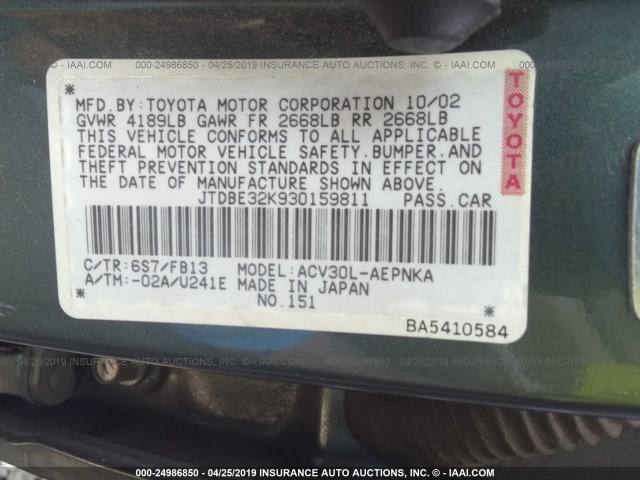 © - IAAI.COM 000-24986850 - 04/25/2019 INSURANCE AUTO AUCTIONS, INC. © - IAAI.COM
MFD. BY: TOYOTA MOTOR CORPORATION 10/02
GVWR 4189LB GAWR FR 2668LB RR 2668LB
THIS VEHICLE CONFORMS TO ALL APPLICABLE
FEDERAL MOTOR VEHICLE SAFETY, BUMPER, AND
THEFT PREVENTION STANDARDS IN EFFECT ON
THE DATE OF MANUFACTURE SHOWN ABOVE.
JTDBE32K930159811 PASS. CAR
TOYOTA
C/TR: 6S7/FB13 MODEL: ACV30L-AEPNKA
A/TM: -02A/U241E MADE IN JAPAN
NO. 151
BA5410584
000-24986850 - 04/25/2019 INSURANCE AUTO AUCTIONS, INC. © - IAAI.COM